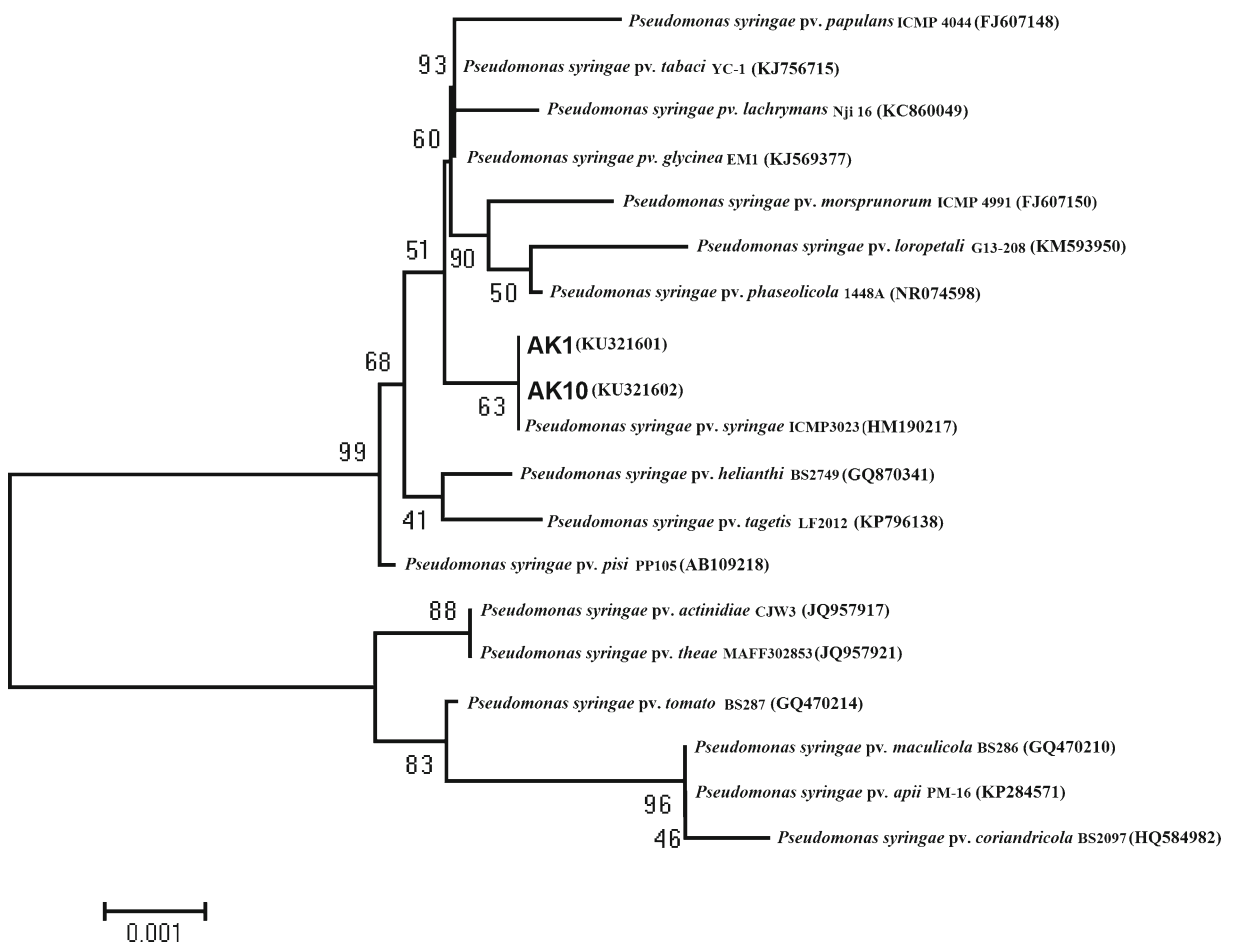 Pseudomonas syringae pv. papulans ICMP 4044 (FJ607148)
93
Pseudomonas syringae pv. tabaci YC-1 (KJ756715)
Pseudomonas syringae pv. lachrymans Nji 16 (KC860049)
60
Pseudomonas syringae pv. glycinea EM1 (KJ569377)
Pseudomonas syringae pv. morsprunorum ICMP 4991 (FJ607150)
51
90
Pseudomonas syringae pv. loropetali G13-208 (KM593950)
50
Pseudomonas syringae pv. phaseolicola 1448A (NR074598)
AK1 (KU321601)
68
AK10 (KU321602)
63
Pseudomonas syringae pv. syringae ICMP3023 (HM190217)
99
Pseudomonas syringae pv. helianthi BS2749 (GQ870341)
41
Pseudomonas syringae pv. tagetis LF2012 (KP796138)
Pseudomonas syringae pv. pisi PP105 (AB109218)
88
Pseudomonas syringae pv. actinidiae CJW3 (JQ957917)
Pseudomonas syringae pv. theae MAFF302853 (JQ957921)
Pseudomonas syringae pv. tomato BS287 (GQ470214)
83
Pseudomonas syringae pv. maculicola BS286 (GQ470210)
Pseudomonas syringae pv. apii PM-16 (KP284571)
96
46
Pseudomonas syringae pv. coriandricola BS2097 (HQ584982)
0.001